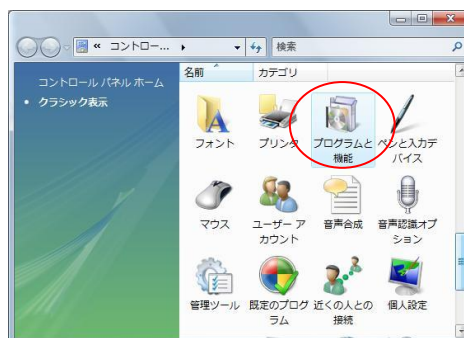 コントロー...
検索
コントロール パネル ホーム
クラシック表示
名前
カテゴリ
フォント
プリンタ
プログラムと
機能
ペンと入力デ
バイス
マウス
ユーザー ア
カウント
音声合成
音声認識オプ
ション
管理ツール
既定のプログ
ラム
近くの人との
接続
個人設定